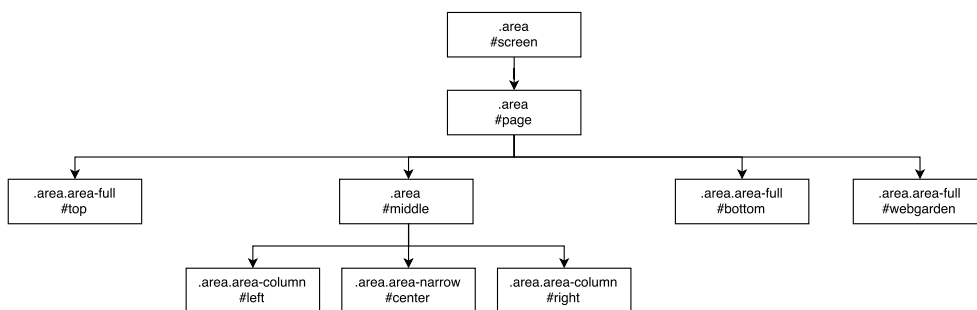 .area
#screen
.area
#page
.area.area-full
#top
.area
#middle
.area.area-full
#bottom
.area.area-full
#webgarden
.area.area-column
#left
.area.area-narrow
#center
.area.area-column
#right